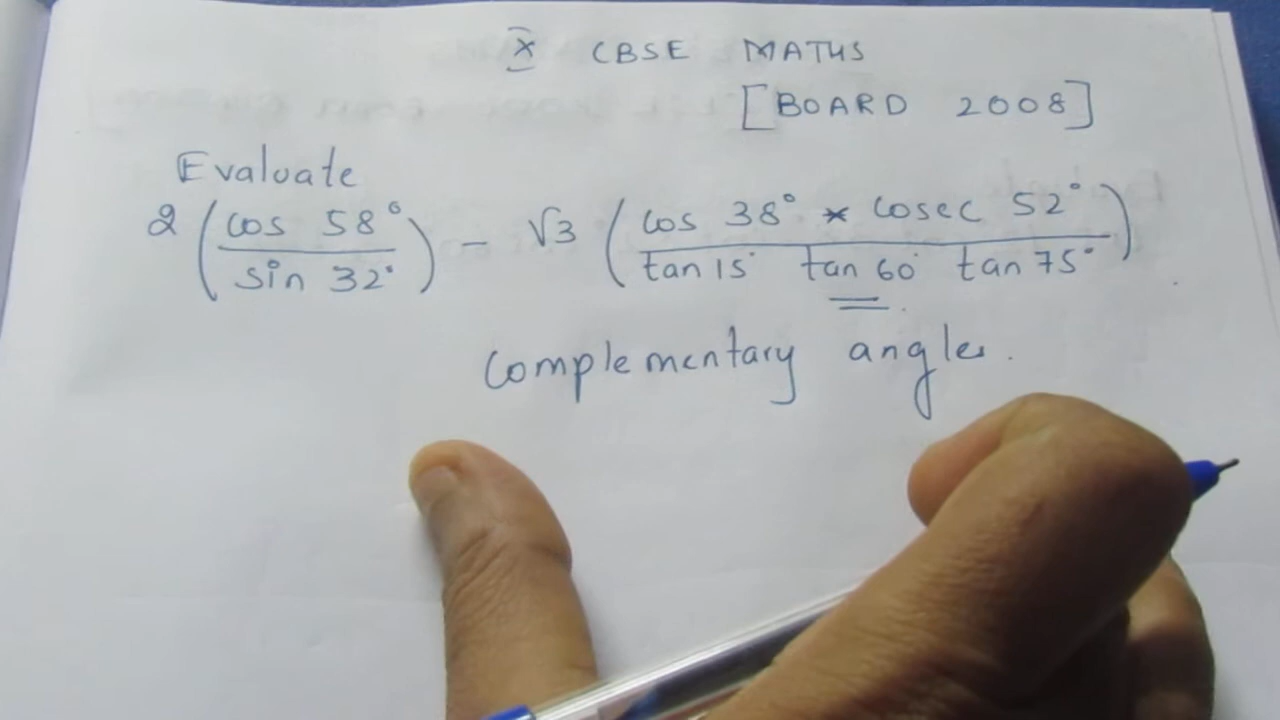 X CBSE MATHS
[BOARD 2008]
Evaluate
2 (cos 58° / sin 32°) - √3 (cos 38° * cosec 52° / tan 15° tan 60° tan 75°)
complementary angles.